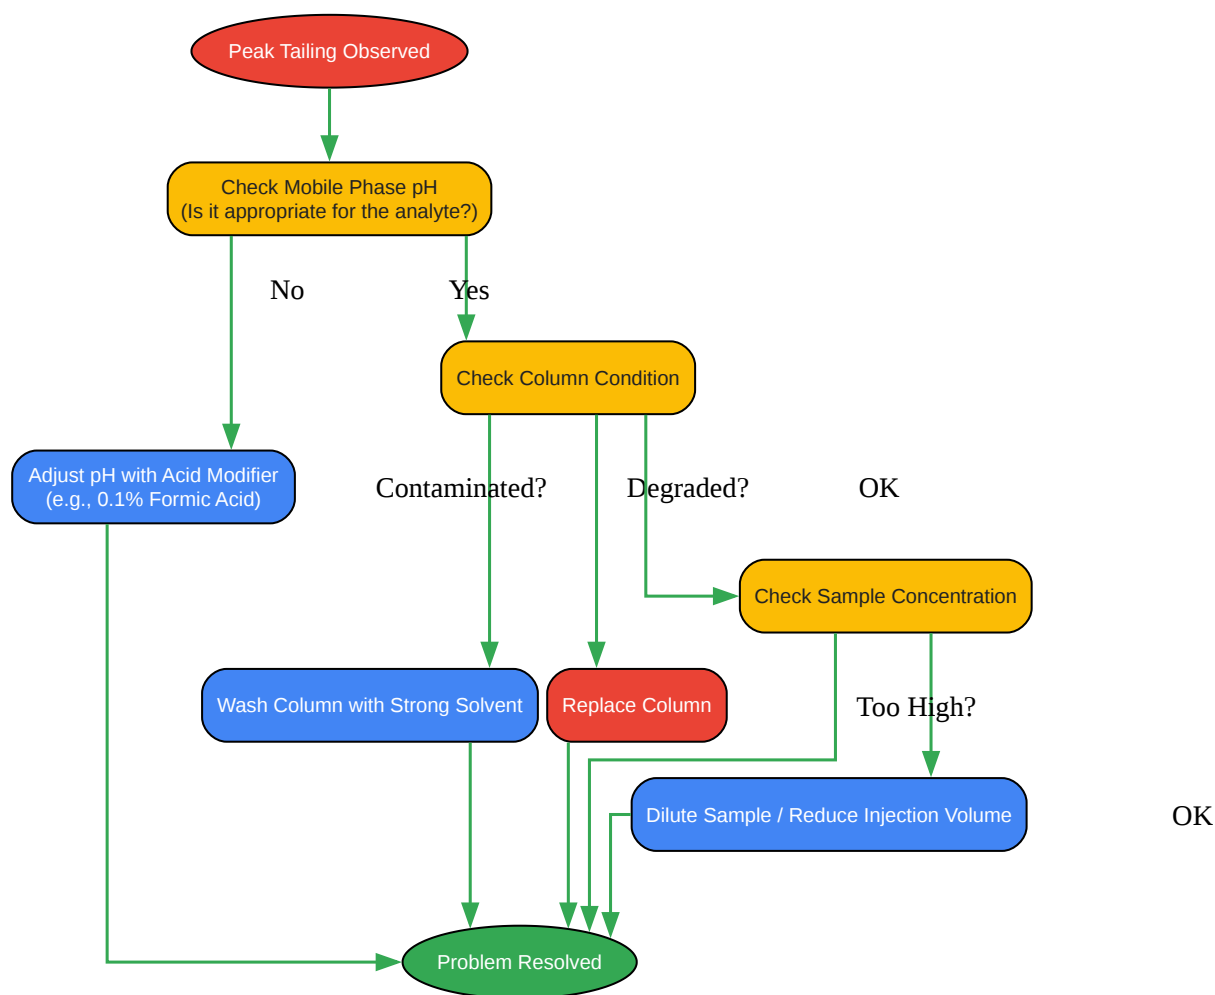 Peak Tailing Observed
Check Mobile Phase pH
(Is it appropriate for the analyte?)
No
Yes
Check Column Condition
Adjust pH with Acid Modifier
(e.g., 0.1% Formic Acid)
Contaminated?
Degraded?
OK
Check Sample Concentration
Wash Column with Strong Solvent
Replace Column
Too High?
Dilute Sample / Reduce Injection Volume
OK
Problem Resolved